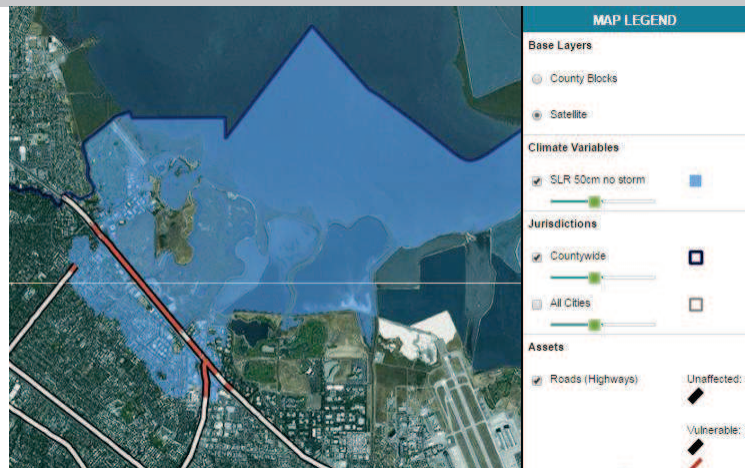 MAP LEGEND
Base Layers
County Blocks
Satellite
Climate Variables
SLR 50cm no storm
Jurisdictions
Countywide
All Cities
Assets
Roads (Highways) Unaffected:
Vulnerable: